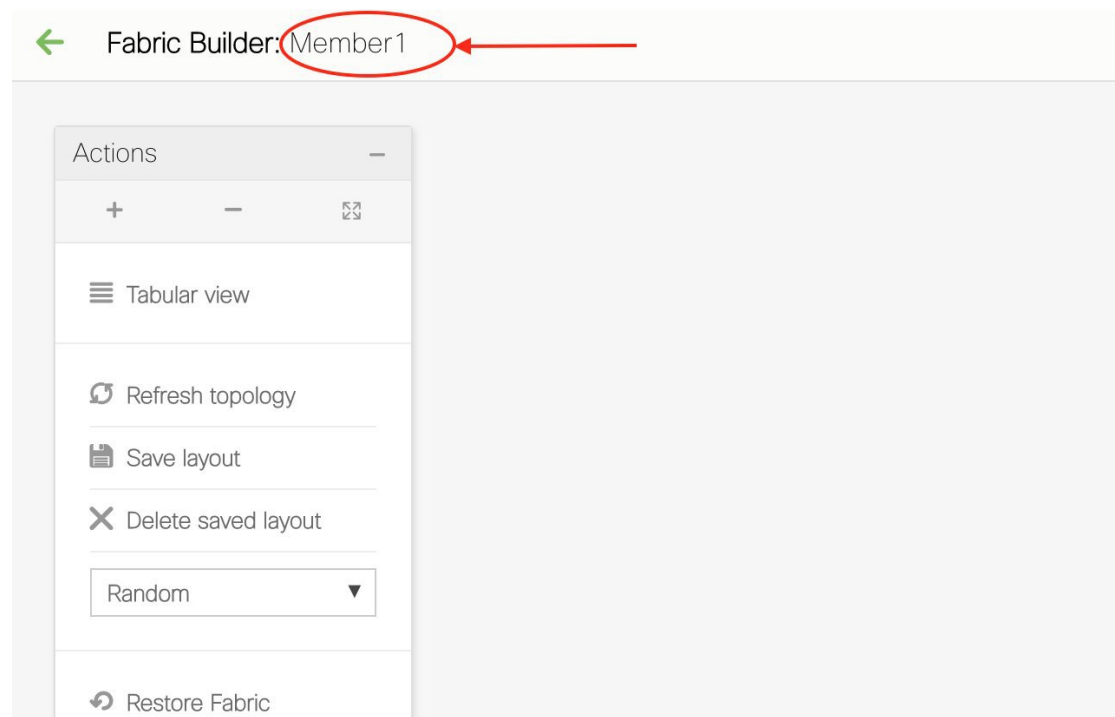 Fabric Builder: Member1
Actions
Tabular view
Refresh topology
Save layout
Delete saved layout
Random
Restore Fabric